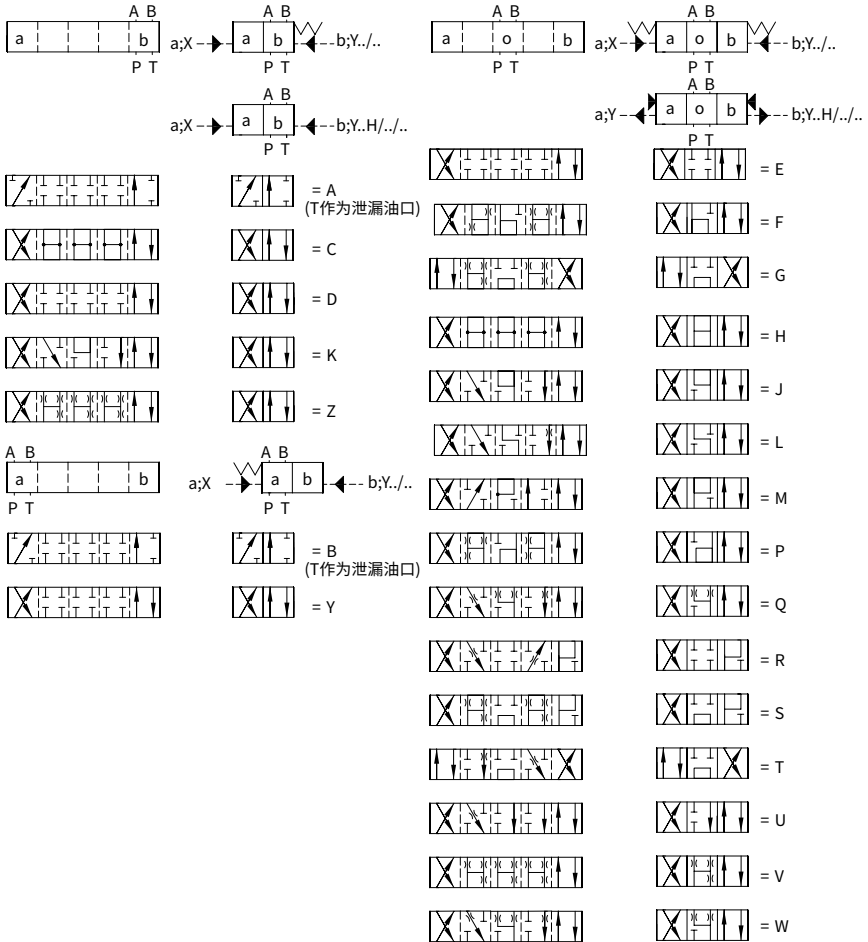 A B
a b
P T
A B
a;X a b b;Y../..
P T
A B
a;X a b b;Y..H/../..
P T
= A
(T作为泄漏油口)
= C
= D
= K
= Z
A B
a b
P T
A B
a;X a b b;Y../..
P T
= B
(T作为泄漏油口)
= Y
A B
a o b
P T
A B
a;X a o b b;Y../..
P T
A B
a;Y a o b b;Y..H/../..
P T
= E
= F
= G
= H
= J
= L
= M
= P
= Q
= R
= S
= T
= U
= V
= W